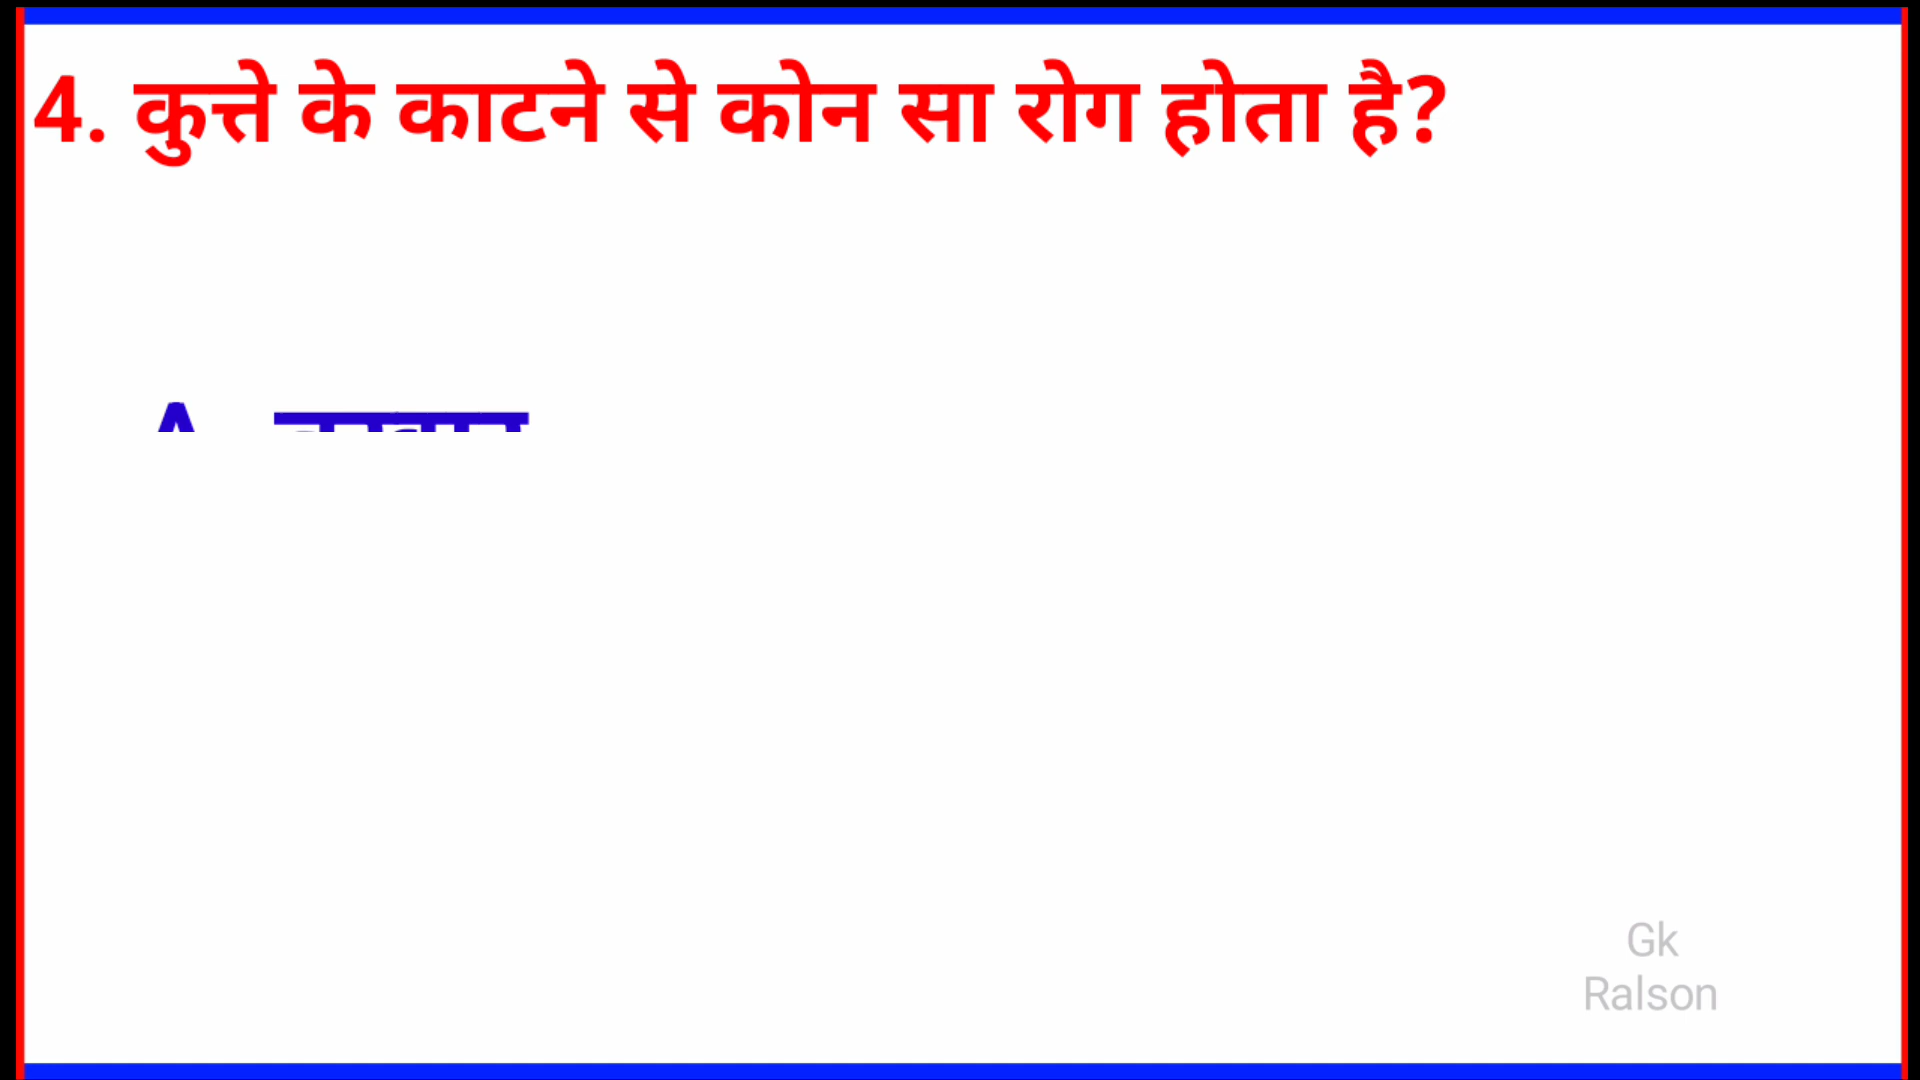 4. कुत्ते के काटने से कोन सा रोग होता है?
A.
Gk
Ralson